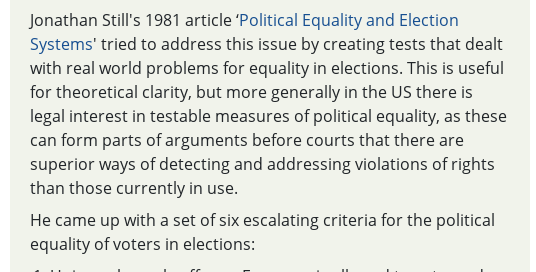 Jonathan Still's 1981 article ‘Political Equality and Election
Systems' tried to address this issue by creating tests that dealt
with real world problems for equality in elections. This is useful
for theoretical clarity, but more generally in the US there is
legal interest in testable measures of political equality, as these
can form parts of arguments before courts that there are
superior ways of detecting and addressing violations of rights
than those currently in use.
He came up with a set of six escalating criteria for the political
equality of voters in elections: